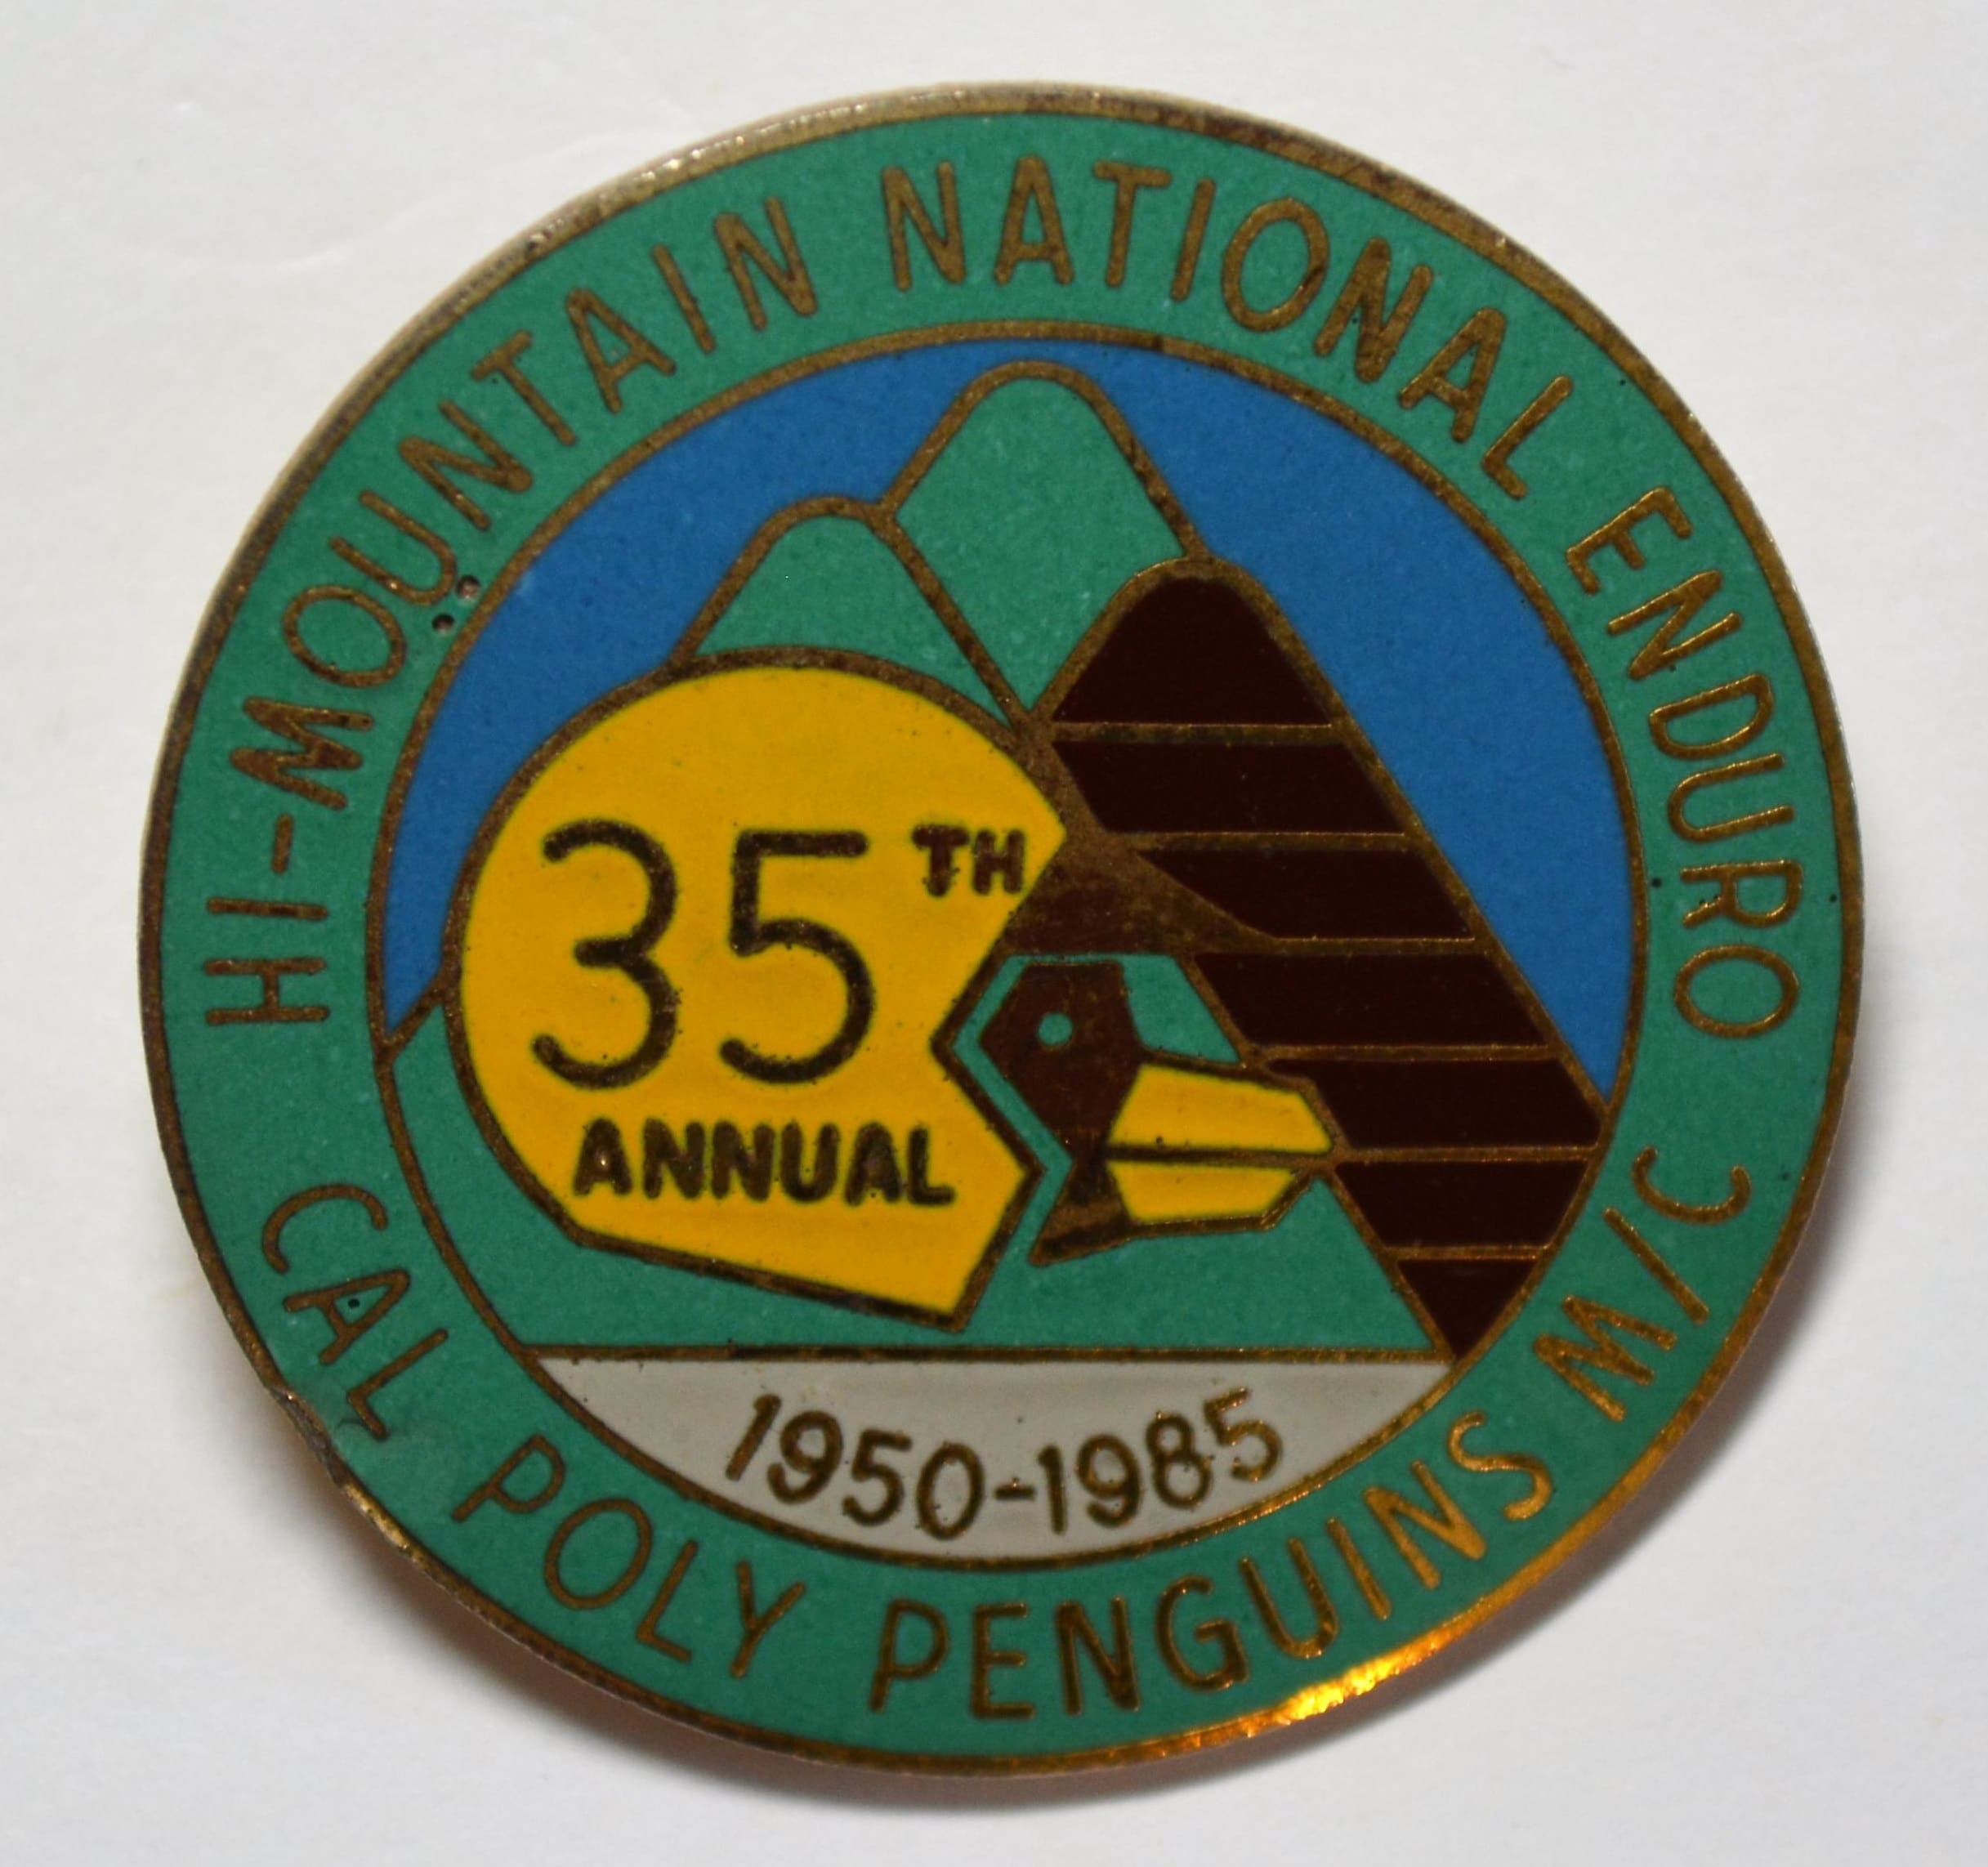 HI-MOUNTAIN NATIONAL ENDURO
35TH
ANNUAL
1950-1985
CAL POLY PENGUINS M/C